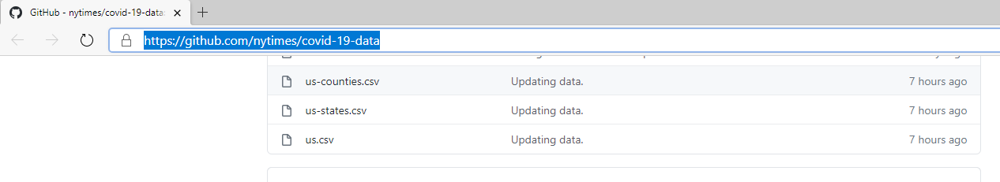 GitHub - nytimes/covid-19-data:
https://github.com/nytimes/covid-19-data
us-counties.csv Updating data. 7 hours ago
us-states.csv Updating data. 7 hours ago
us.csv Updating data. 7 hours ago